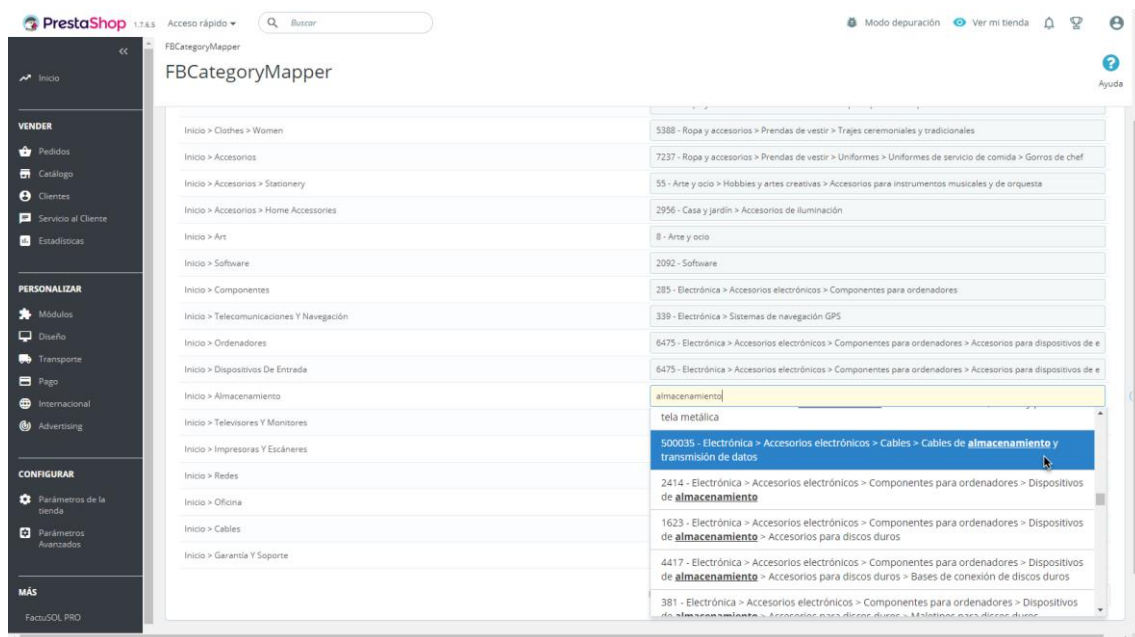 PrestaShop 1.7.6.5 Acceso rápido Buscar Modo depuración Ver mi tienda
FBCategoryMapper
FBCategoryMapper
Ayuda
Inicio
VENDER
Pedidos
Catálogo
Clientes
Servicio al Cliente
Estadísticas
PERSONALIZAR
Módulos
Diseño
Transporte
Pago
Internacional
Advertising
CONFIGURAR
Parámetros de la
tienda
Parámetros
Avanzados
MÁS
FactuSOL PRO
Inicio > Clothes > Women 5388 - Ropa y accesorios > Prendas de vestir > Trajes ceremoniales y tradicionales
Inicio > Accesorios 7237 - Ropa y accesorios > Prendas de vestir > Uniformes > Uniformes de servicio de comida > Gorros de chef
Inicio > Accesorios > Stationery 55 - Arte y ocio > Hobbies y artes creativas > Accesorios para instrumentos musicales y de orquesta
Inicio > Accesorios > Home Accessories 2956 - Casa y jardín > Accesorios de iluminación
Inicio > Art 8 - Arte y ocio
Inicio > Software 2092 - Software
Inicio > Componentes 285 - Electrónica > Accesorios electrónicos > Componentes para ordenadores
Inicio > Telecomunicaciones Y Navegación 339 - Electrónica > Sistemas de navegación GPS
Inicio > Ordenadores 6475 - Electrónica > Accesorios electrónicos > Componentes para ordenadores > Accesorios para dispositivos de e
Inicio > Dispositivos De Entrada 6475 - Electrónica > Accesorios electrónicos > Componentes para ordenadores > Accesorios para dispositivos de e
Inicio > Almacenamiento almacenamiento
Inicio > Televisores Y Monitores
Inicio > Impresoras Y Escáneres
Inicio > Redes
Inicio > Oficina
Inicio > Cables
Inicio > Garantía Y Soporte
tela metálica
500035 - Electrónica > Accesorios electrónicos > Cables > Cables de almacenamiento y
transmisión de datos
2414 - Electrónica > Accesorios electrónicos > Componentes para ordenadores > Dispositivos
de almacenamiento
1623 - Electrónica > Accesorios electrónicos > Componentes para ordenadores > Dispositivos
de almacenamiento > Accesorios para discos duros
4417 - Electrónica > Accesorios electrónicos > Componentes para ordenadores > Dispositivos
de almacenamiento > Accesorios para discos duros > Bases de conexión de discos duros
381 - Electrónica > Accesorios electrónicos > Componentes para ordenadores > Dispositivos
de almacenamiento > Accesorios para discos duros > Maletines para discos duros